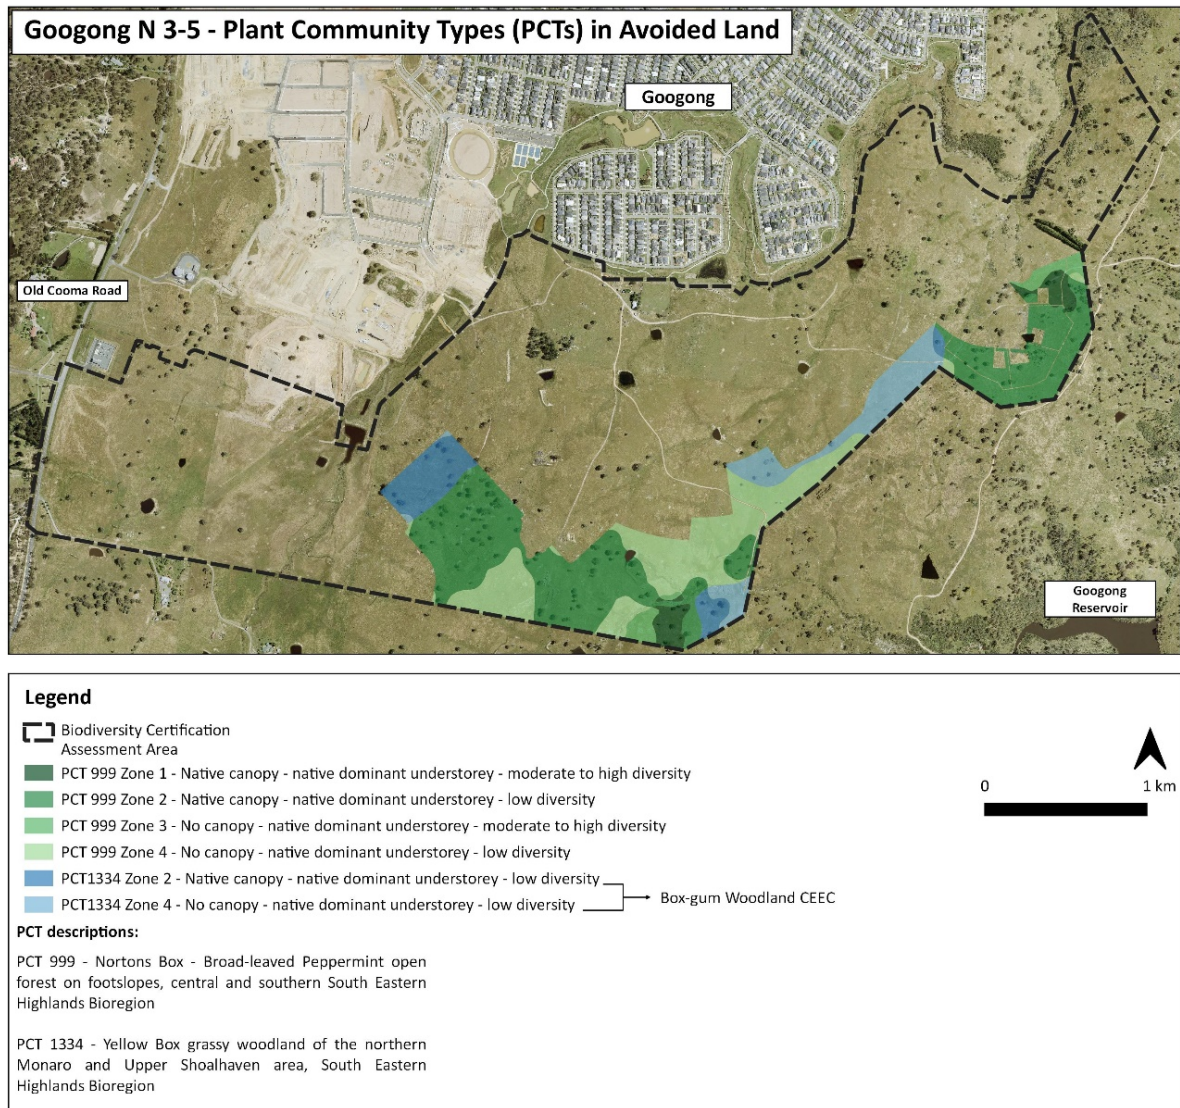 Googong N 3-5 - Plant Community Types (PCTs) in Avoided Land
Googong
Old Cooma Road
Googong
Reservoir
Legend
Biodiversity Certification
Assessment Area
PCT 999 Zone 1 - Native canopy - native dominant understorey - moderate to high diversity
PCT 999 Zone 2 - Native canopy - native dominant understorey - low diversity
PCT 999 Zone 3 - No canopy - native dominant understorey - moderate to high diversity
PCT 999 Zone 4 - No canopy - native dominant understorey - low diversity
PCT1334 Zone 2 - Native canopy - native dominant understorey - low diversity
PCT1334 Zone 4 - No canopy - native dominant understorey - low diversity
Box-gum Woodland CEEC
0 1 km
PCT descriptions:
PCT 999 - Nortons Box - Broad-leaved Peppermint open
forest on footslopes, central and southern South Eastern
Highlands Bioregion
PCT 1334 - Yellow Box grassy woodland of the northern
Monaro and Upper Shoalhaven area, South Eastern
Highlands Bioregion